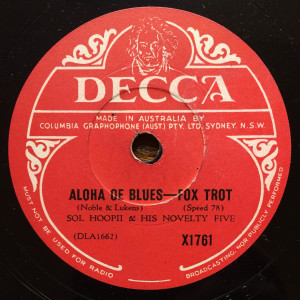 DECCA
MADE IN AUSTRALIA BY
COLUMBIA GRAPHOPHONE (AUST) PTY. LTD. SYDNEY, N.S.W.
ALOHA OE BLUES—FOX TROT
(Noble & Lukens) (Speed 78)
SOL HOOPII & HIS NOVELTY FIVE
(DLA1662)
X1761
MUST NOT BE USED FOR RADIO
BROADCASTING, NOR PUBLICLY PERFORMED